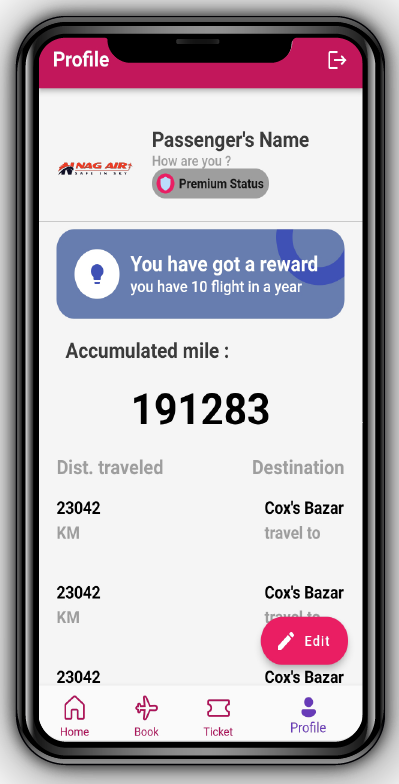 Profile
Passenger's Name
How are you ?
NAG AIR
SAFE IN SKY
Premium Status
You have got a reward
you have 10 flight in a year
Accumulated mile :
191283
Dist. traveled Destination
23042 Cox's Bazar
KM travel to
23042 Cox's Bazar
KM travel to
Edit
23042 Cox's Bazar
Home Book Ticket Profile